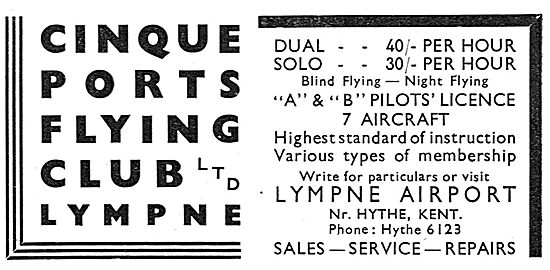 CINQUE
PORTS
FLYING
CLUB LTD
LYMPNE
DUAL - - 40/- PER HOUR
SOLO - - 30/- PER HOUR
Blind Flying — Night Flying
"A" & "B" PILOTS' LICENCE
7 AIRCRAFT
Highest standard of instruction
Various types of membership
Write for particulars or visit
LYMPNE AIRPORT
Nr. HYTHE, KENT.
Phone: Hythe 6123
SALES — SERVICE — REPAIRS